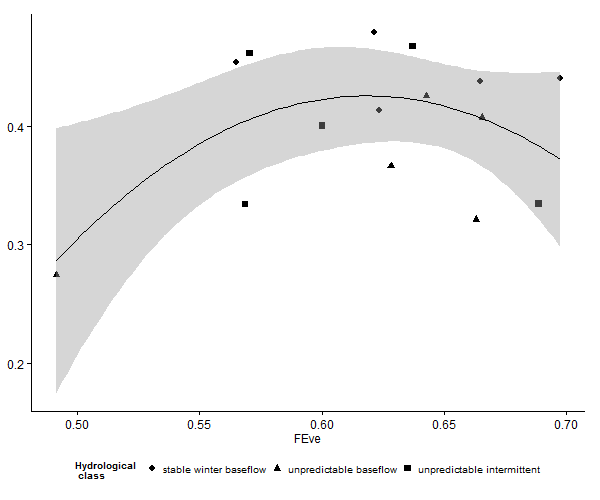 0.4
0.3
0.2
0.50 0.55 0.60 0.65 0.70
FEve
Hydrological
class
stable winter baseflow unpredictable baseflow unpredictable intermittent